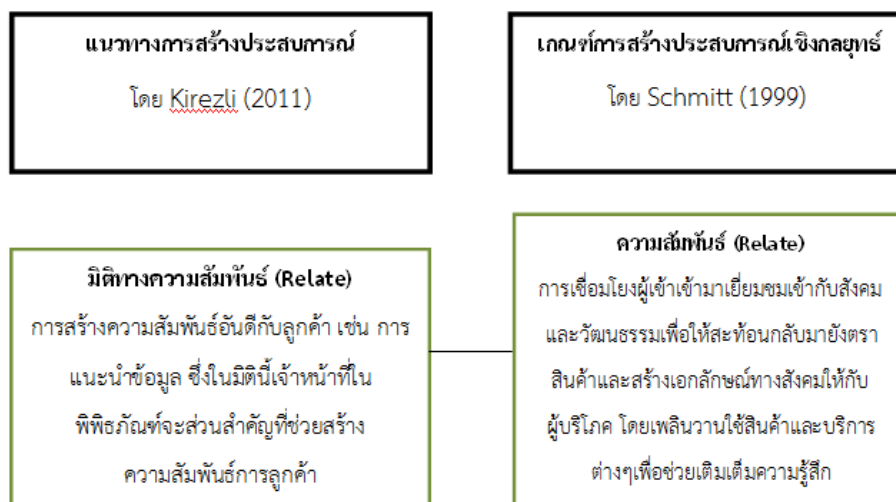 แนวทางการสร้างประสบการณ์
โดย Kirezli (2011)
เกณฑ์การสร้างประสบการณ์เชิงกลยุทธ์
โดย Schmitt (1999)
มิติทางความสัมพันธ์ (Relate)
การสร้างความสัมพันธ์อันดีกับลูกค้า เช่น การ
แนะนำข้อมูล ซึ่งในมิตินี้เจ้าหน้าที่ใน
พิพิธภัณฑ์จะส่วนสำคัญที่ช่วยสร้าง
ความสัมพันธ์การลูกค้า
ความสัมพันธ์ (Relate)
การเชื่อมโยงผู้เข้าเข้ามาเยี่ยมชมเข้ากับสังคม
และวัฒนธรรมเพื่อให้สะท้อนกลับมายังตรา
สินค้าและสร้างเอกลักษณ์ทางสังคมให้กับ
ผู้บริโภค โดยเพลินวานใช้สินค้าและบริการ
ต่างๆเพื่อช่วยเติมเต็มความรู้สึก